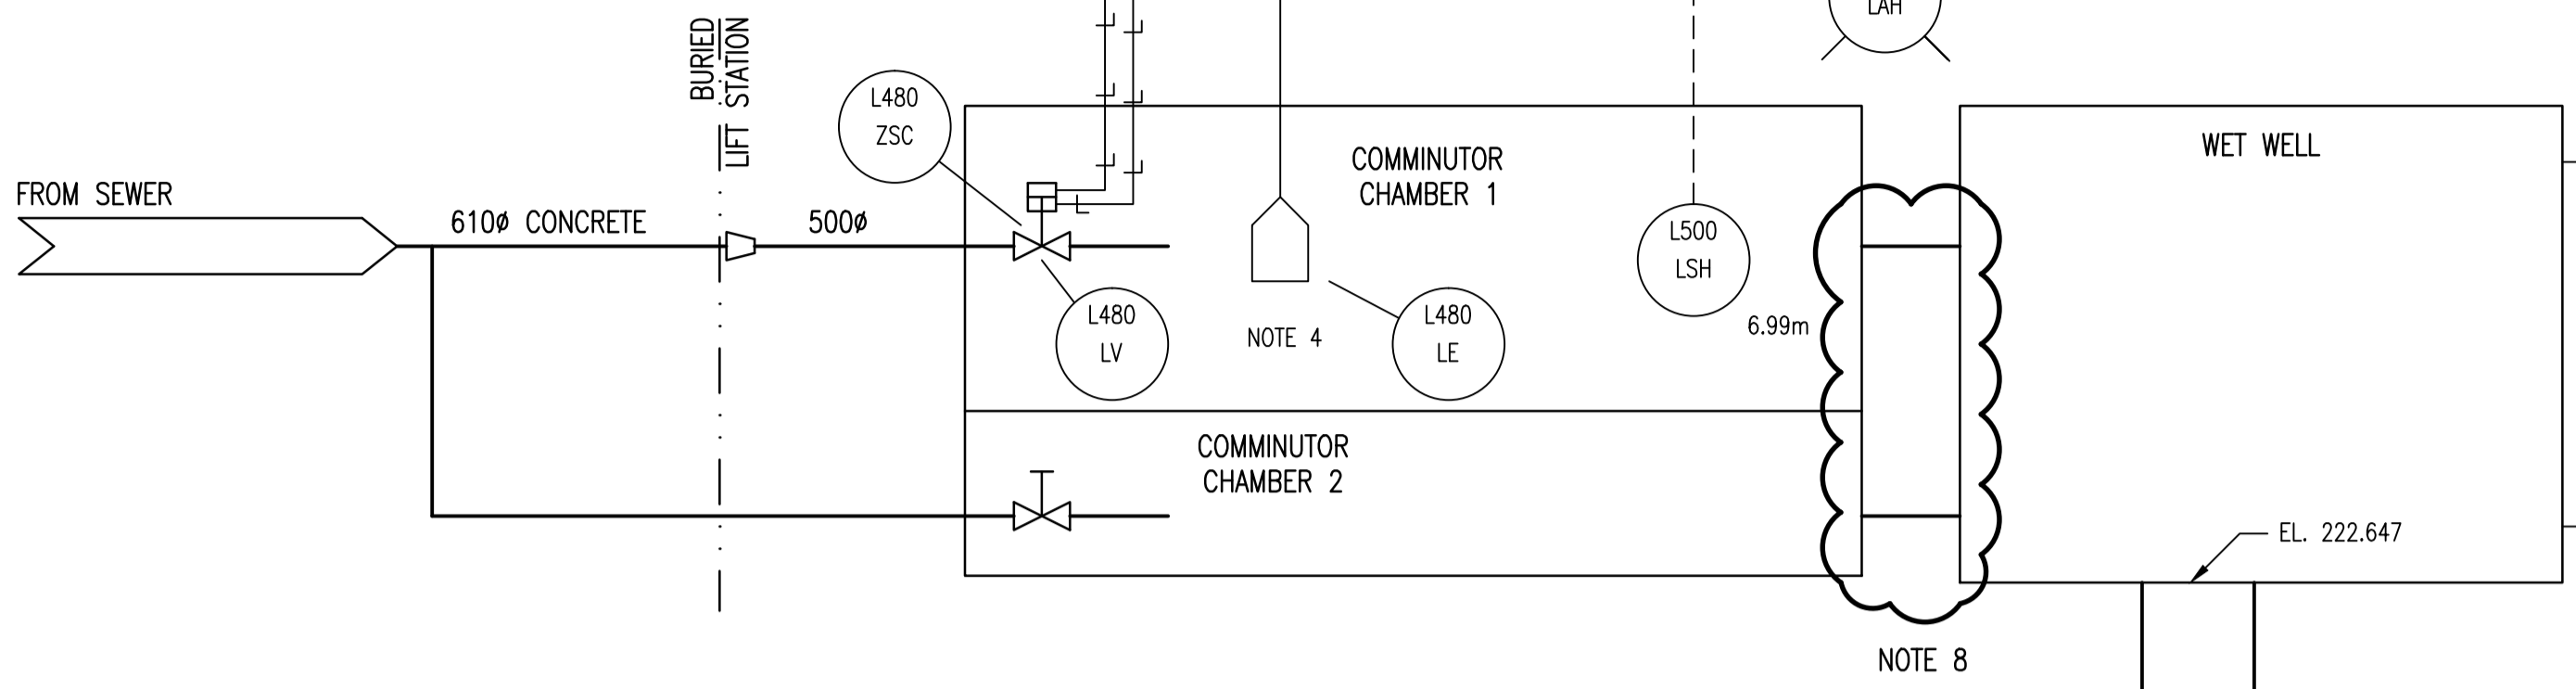 LAH
BURIED
LIFT STATION
L480
ZSC
COMMINUTOR
CHAMBER 1
WET WELL
FROM SEWER
610ø CONCRETE
500ø
L500
LSH
L480
LV
NOTE 4
L480
LE
6.99m
COMMINUTOR
CHAMBER 2
EL. 222.647
NOTE 8